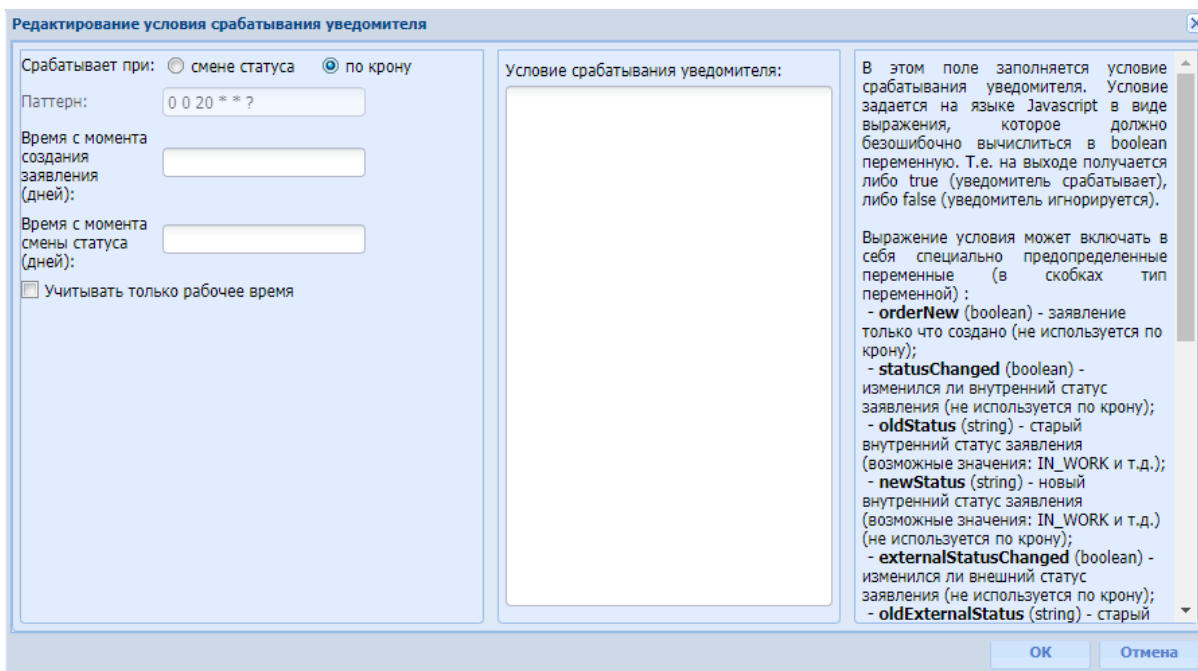 Редактирование условия срабатывания уведомителя
Срабатывает при: смене статуса по крону
Паттерн: 0 0 20 * * ?
Время с момента
создания
заявления
(дней):
Время с момента
смены статуса
(дней):
Учитывать только рабочее время
Условие срабатывания уведомителя:
В этом поле заполняется условие
срабатывания уведомителя. Условие
задается на языке Javascript в виде
выражения, которое должно
безошибочно вычислиться в boolean
переменную. Т.е. на выходе получается
либо true (уведомитель срабатывает),
либо false (уведомитель игнорируется).
Выражение условия может включать в
себя специально предопределенные
переменные (в скобках тип
переменной) :
- orderNew (boolean) - заявление
только что создано (не используется по
крону);
- statusChanged (boolean) -
изменился ли внутренний статус
заявления (не используется по крону);
- oldStatus (string) - старый
внутренний статус заявления
(возможные значения: IN_WORK и т.д.);
- newStatus (string) - новый
внутренний статус заявления
(возможные значения: IN_WORK и т.д.)
(не используется по крону);
- externalStatusChanged (boolean) -
изменился ли внешний статус
заявления (не используется по крону);
- oldExternalStatus (string) - старый
ОК Отмена